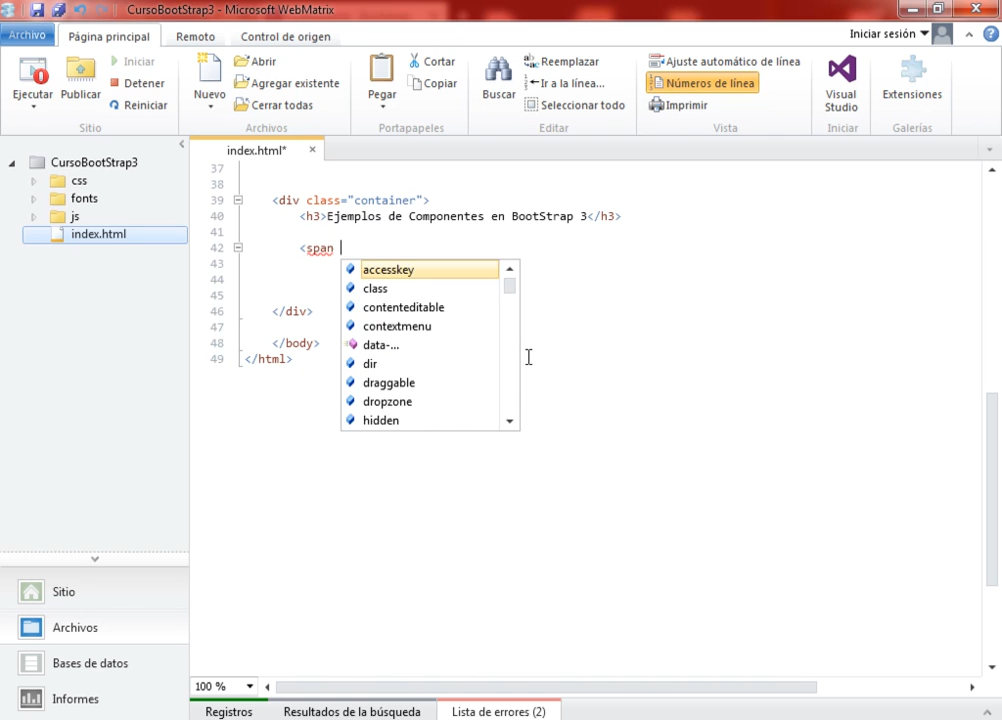 CursoBootStrap3 - Microsoft WebMatrix
Archivo
Página principal
Remoto
Control de origen
Iniciar sesión
Ejecutar
Publicar
Iniciar
Detener
Reiniciar
Sitio
Nuevo
Abrir
Agregar existente
Cerrar todas
Archivos
Pegar
Cortar
Copiar
Portapapeles
Buscar
Reemplazar
Ir a la línea...
Seleccionar todo
Editar
Ajuste automático de línea
Números de línea
Imprimir
Vista
Visual
Studio
Iniciar
Extensiones
Galerías
CursoBootStrap3
css
fonts
js
index.html
index.html*
37
38
39 <div class="container">
40 <h3>Ejemplos de Componentes en BootStrap 3</h3>
41
42 <span
43
44
45
46 </div>
47
48 </body>
49 </html>
accesskey
class
contenteditable
contextmenu
data-...
dir
draggable
dropzone
hidden
Sitio
Archivos
Bases de datos
Informes
100 %
Registros
Resultados de la búsqueda
Lista de errores (2)